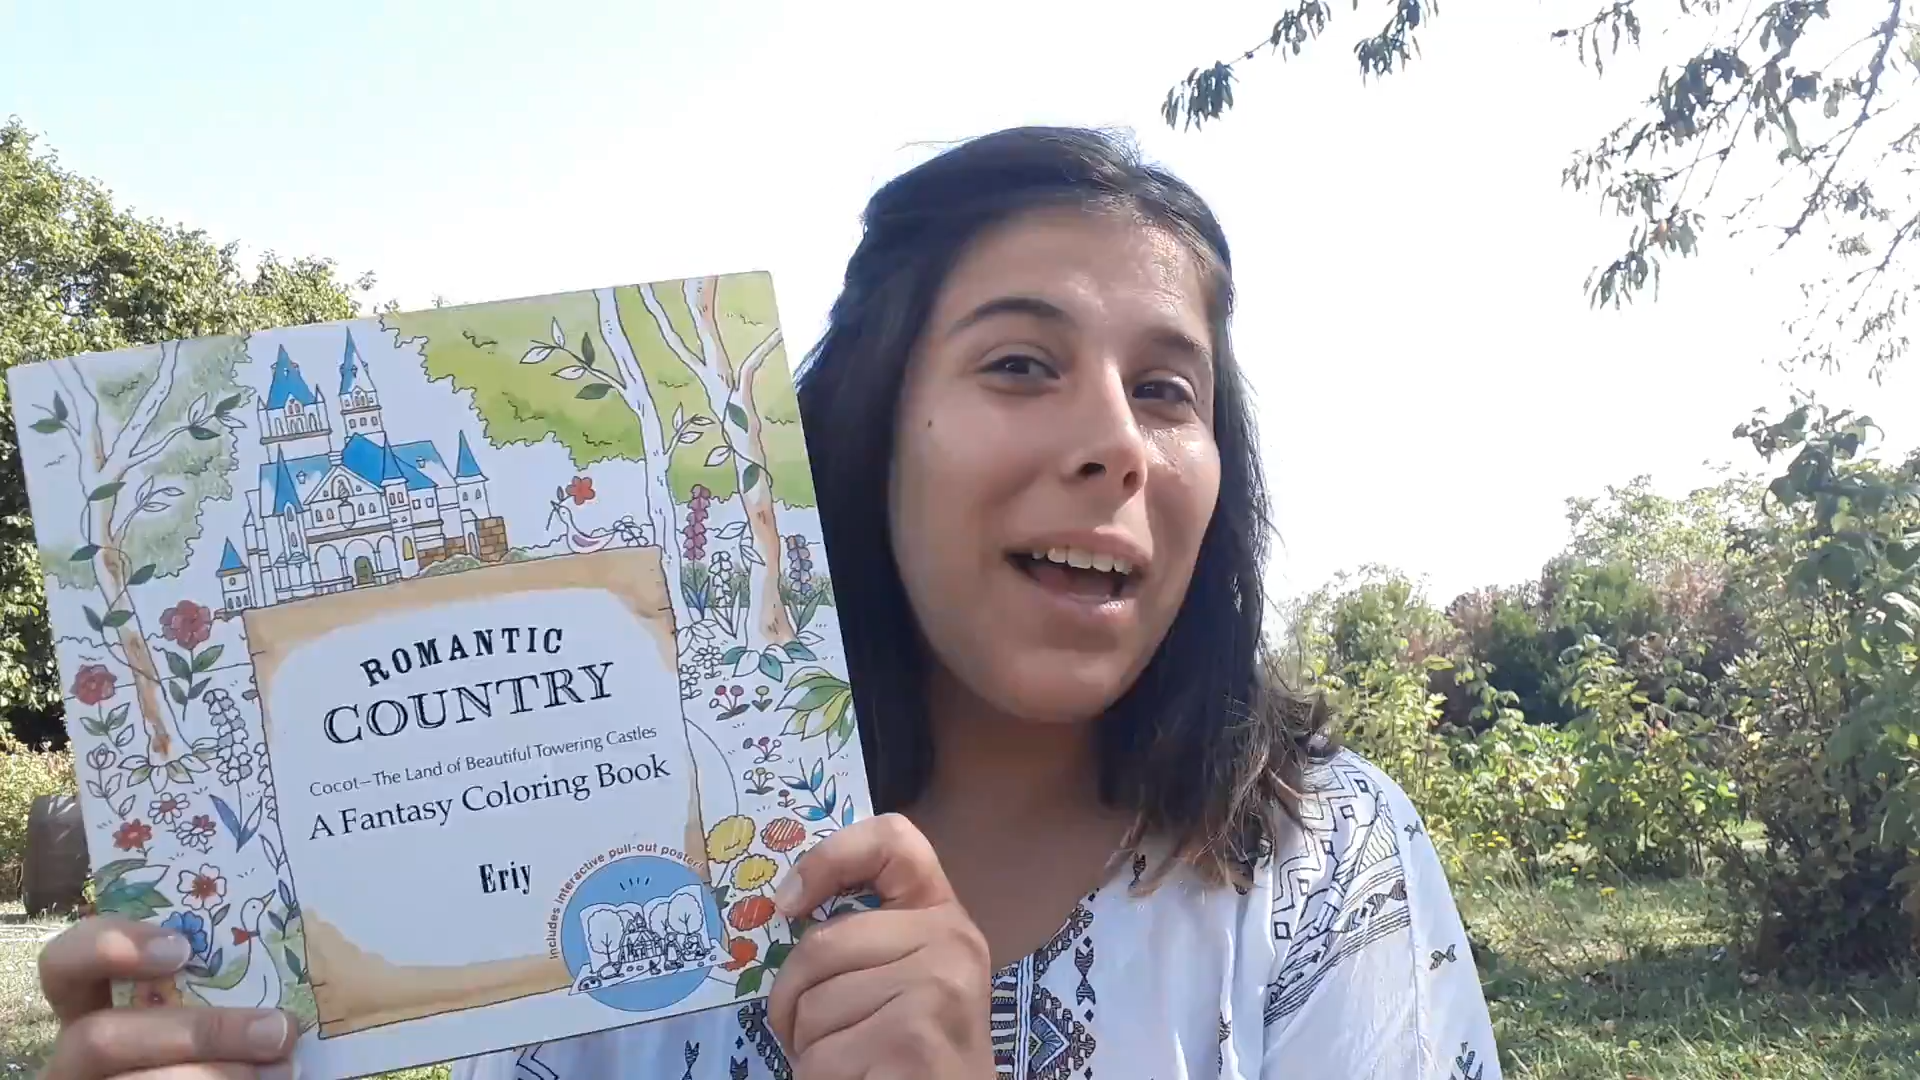 ROMANTIC
COUNTRY
Cocot–The Land of Beautiful Towering Castles
A Fantasy Coloring Book
Eriy
Includes interactive pull-out poster!